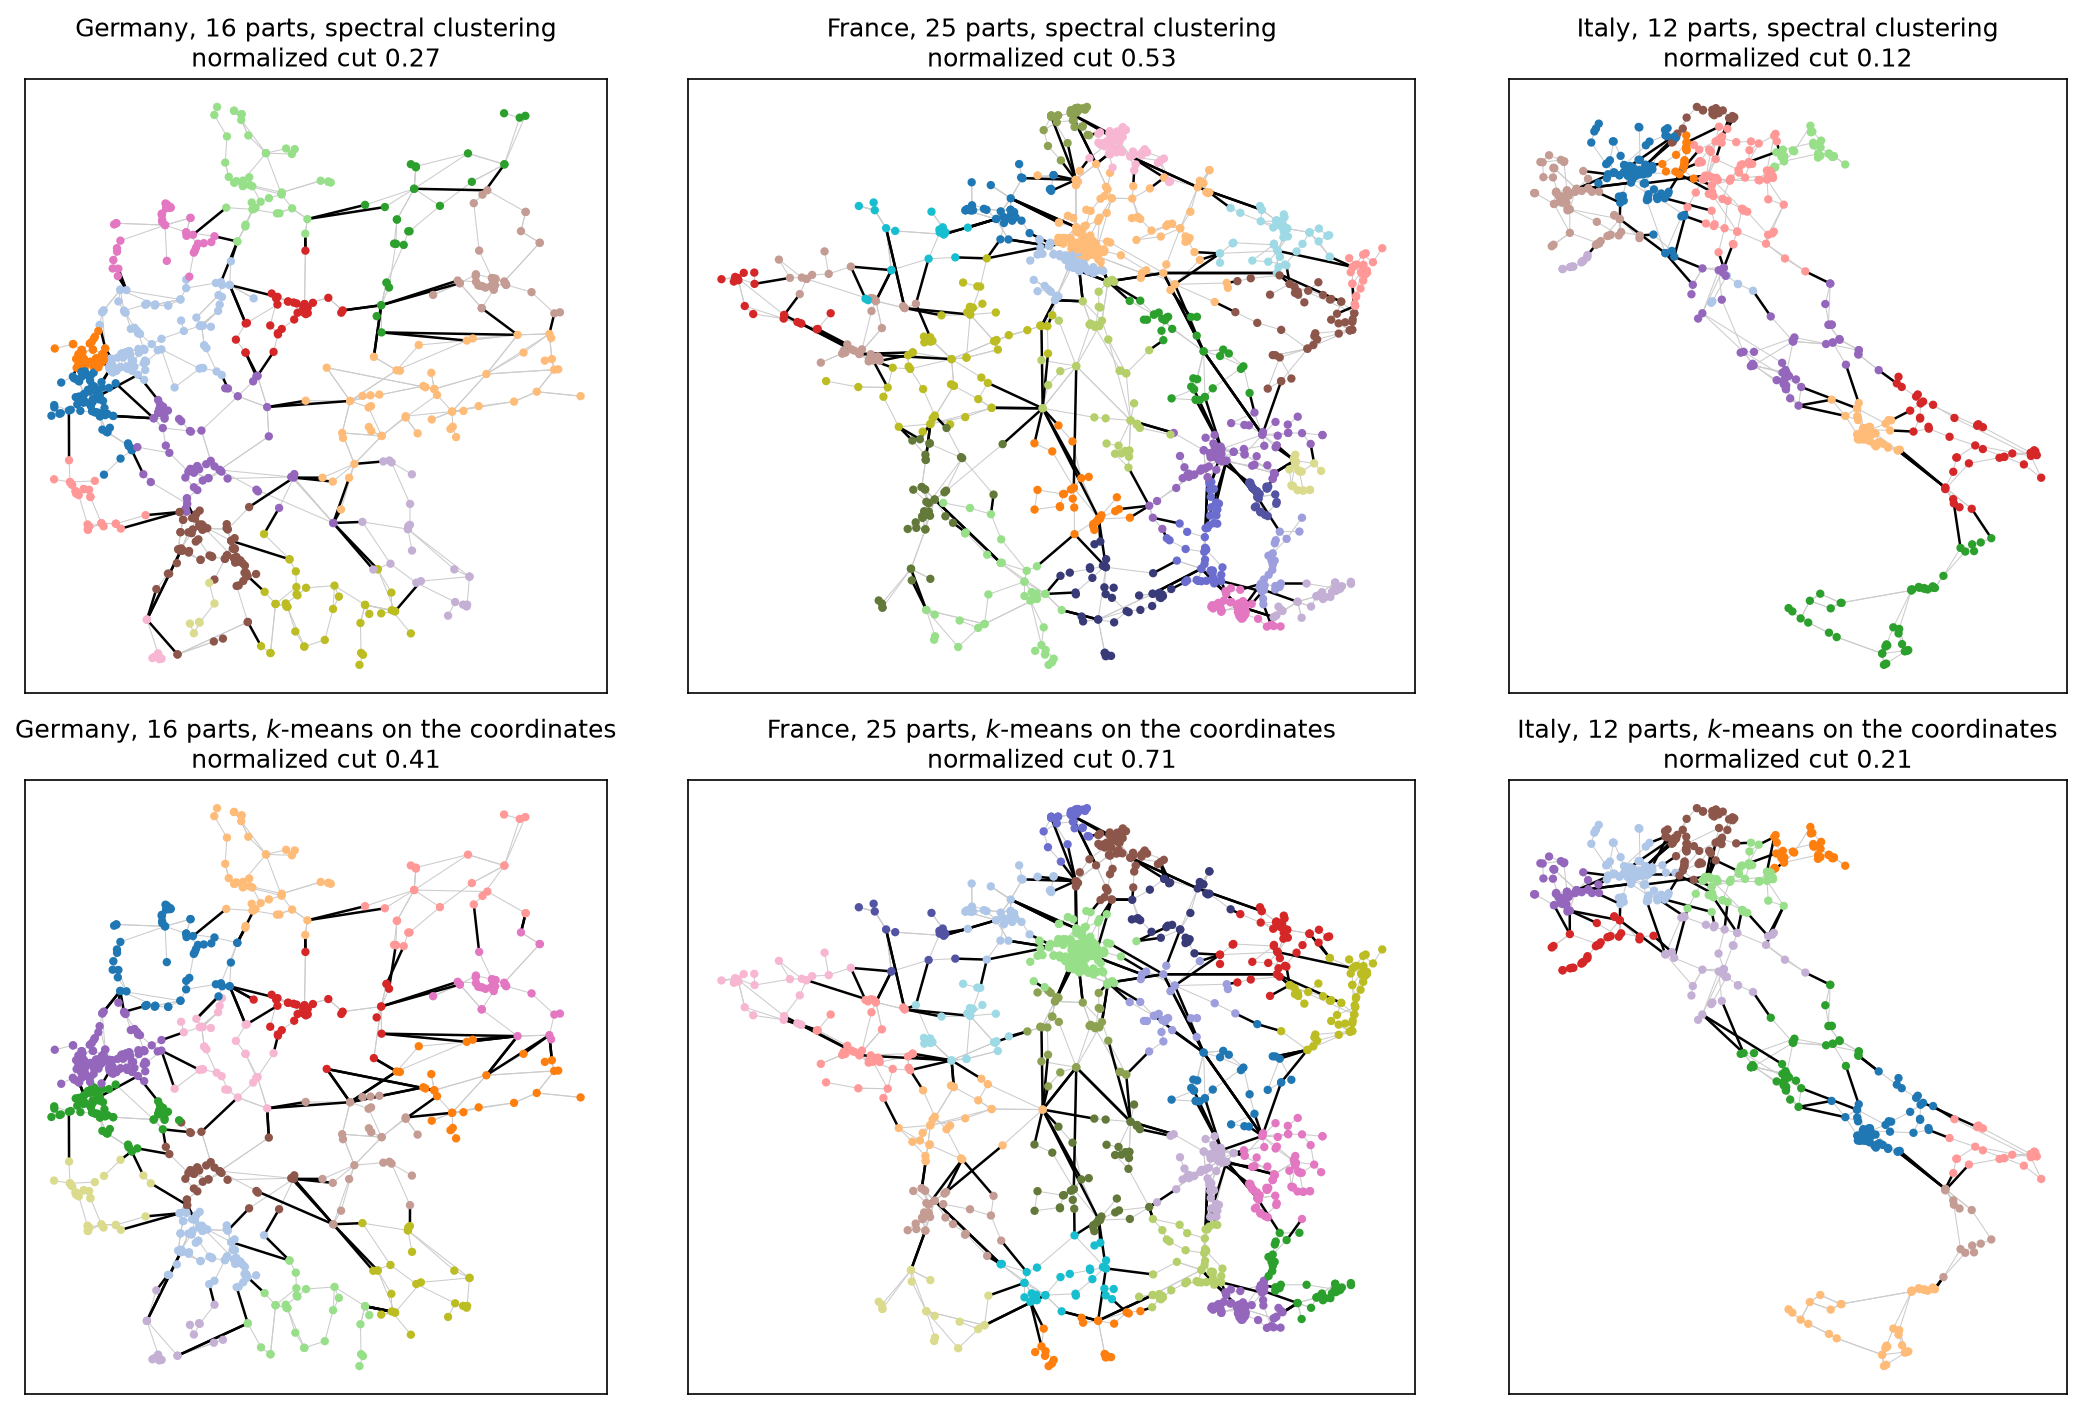 Germany, 16 parts, spectral clustering
normalized cut 0.27
France, 25 parts, spectral clustering
normalized cut 0.53
Italy, 12 parts, spectral clustering
normalized cut 0.12
Germany, 16 parts, k-means on the coordinates
normalized cut 0.41
France, 25 parts, k-means on the coordinates
normalized cut 0.71
Italy, 12 parts, k-means on the coordinates
normalized cut 0.21